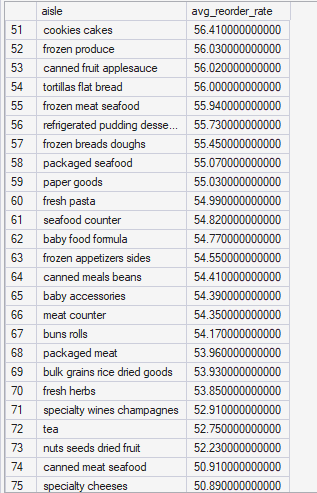 aisle avg_reorder_rate
51 cookies cakes 56.410000000000
52 frozen produce 56.030000000000
53 canned fruit applesauce 56.020000000000
54 tortillas flat bread 56.000000000000
55 frozen meat seafood 55.940000000000
56 refrigerated pudding desse... 55.730000000000
57 frozen breads doughs 55.450000000000
58 packaged seafood 55.070000000000
59 paper goods 55.030000000000
60 fresh pasta 54.990000000000
61 seafood counter 54.820000000000
62 baby food formula 54.770000000000
63 frozen appetizers sides 54.550000000000
64 canned meals beans 54.410000000000
65 baby accessories 54.390000000000
66 meat counter 54.350000000000
67 buns rolls 54.170000000000
68 packaged meat 53.960000000000
69 bulk grains rice dried goods 53.930000000000
70 fresh herbs 53.850000000000
71 specialty wines champagnes 52.910000000000
72 tea 52.750000000000
73 nuts seeds dried fruit 52.230000000000
74 canned meat seafood 50.910000000000
75 specialty cheeses 50.890000000000